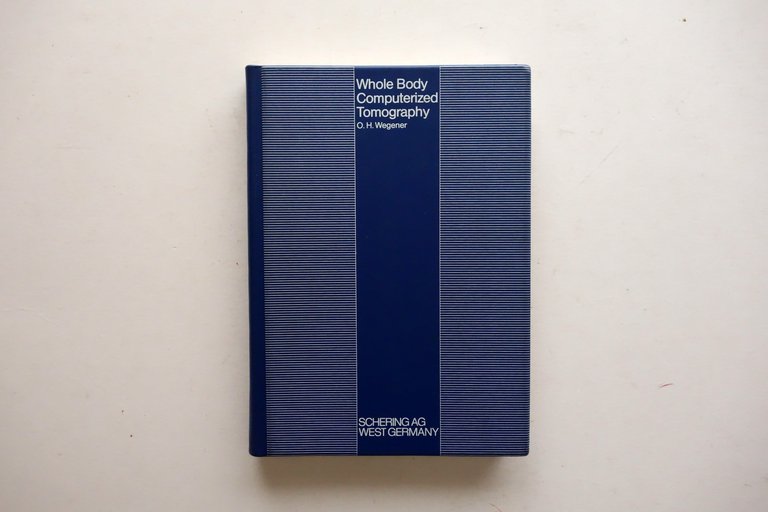 Whole Body
Computerized
Tomography
O. H. Wegener
SCHERING AG
WEST GERMANY